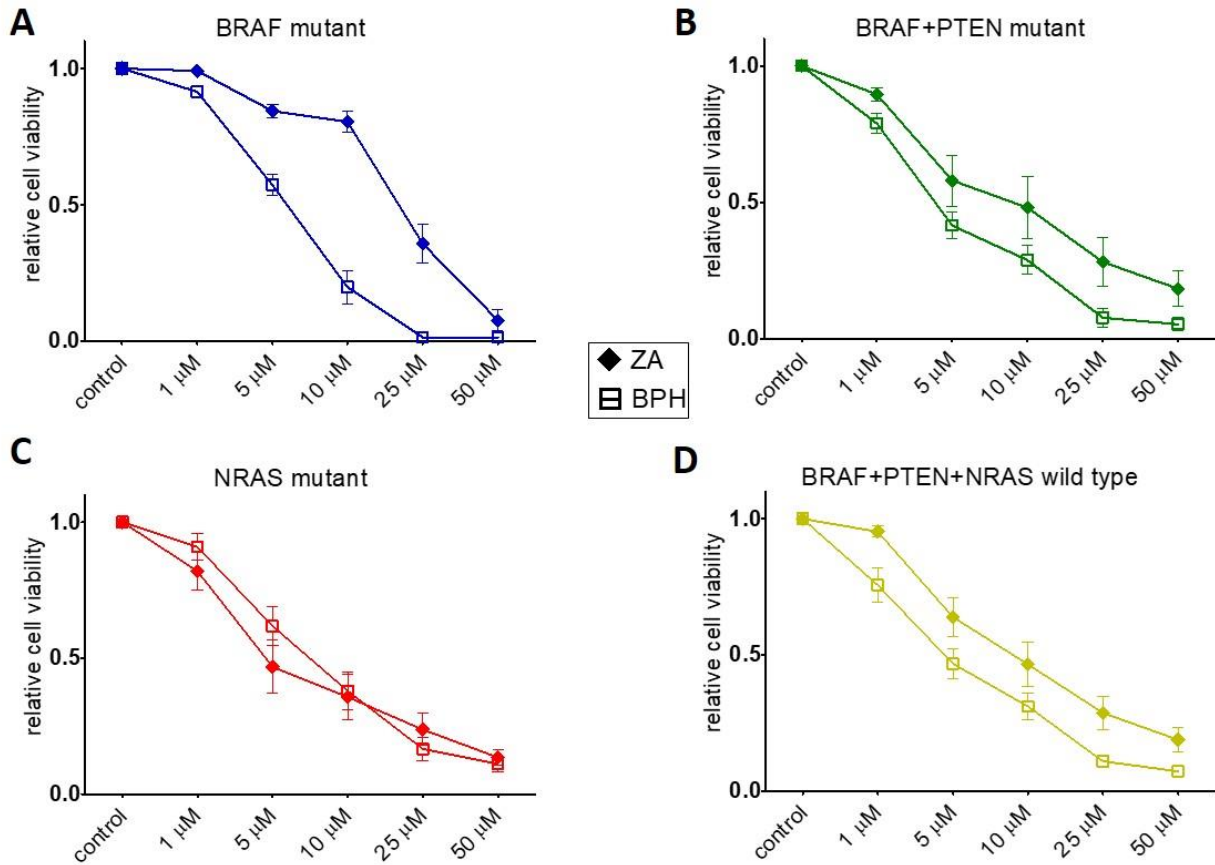 A
BRAF mutant
relative cell viability
1.0
0.5
0.0
control
1 µM
5 µM
10 µM
25 µM
50 µM
B
BRAF+PTEN mutant
relative cell viability
1.0
0.5
0.0
control
1 µM
5 µM
10 µM
25 µM
50 µM
ZA
BPH
C
NRAS mutant
relative cell viability
1.0
0.5
0.0
control
1 µM
5 µM
10 µM
25 µM
50 µM
D
BRAF+PTEN+NRAS wild type
relative cell viability
1.0
0.5
0.0
control
1 µM
5 µM
10 µM
25 µM
50 µM